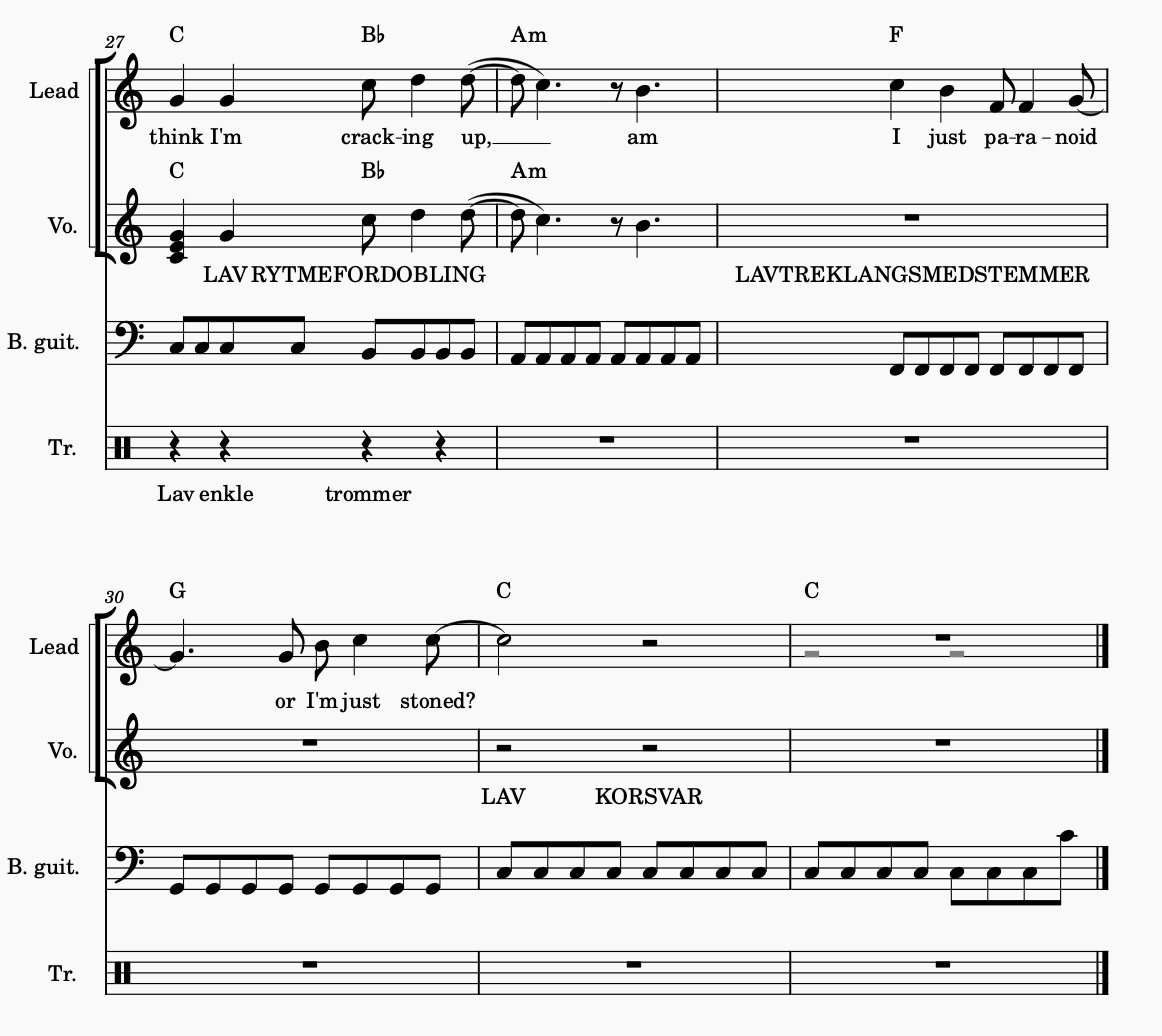 27
C B♭ Am F
Lead
think I'm crack-ing up, am I just pa-ra-noid
C B♭ Am
Vo.
LAV RYTMEFORDOBLING LAVTREKLANGSMEDSTEMMER
B. guit.
Tr.
Lav enkle trommer
30
G C C
Lead
or I'm just stoned?
Vo.
LAV KORSVAR
B. guit.
Tr.